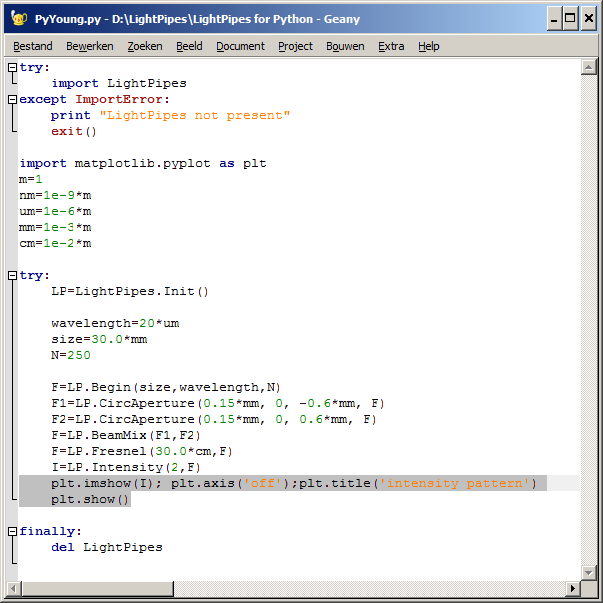 PyYoung.py - D:\LightPipes\LightPipes for Python - Geany
Bestand Bewerken Zoeken Beeld Document Project Bouwen Extra Help
try:
    import LightPipes
except ImportError:
    print "LightPipes not present"
    exit()
import matplotlib.pyplot as plt
m=1
nm=1e-9*m
um=1e-6*m
mm=1e-3*m
cm=1e-2*m
try:
    LP=LightPipes.Init()
    wavelength=20*um
    size=30.0*mm
    N=250
    F=LP.Begin(size,wavelength,N)
    F1=LP.CircAperture(0.15*mm, 0, -0.6*mm, F)
    F2=LP.CircAperture(0.15*mm, 0, 0.6*mm, F)
    F=LP.BeamMix(F1,F2)
    F=LP.Fresnel(30.0*cm,F)
    I=LP.Intensity(2,F)
    plt.imshow(I); plt.axis('off');plt.title('intensity pattern')
    plt.show()
finally:
    del LightPipes